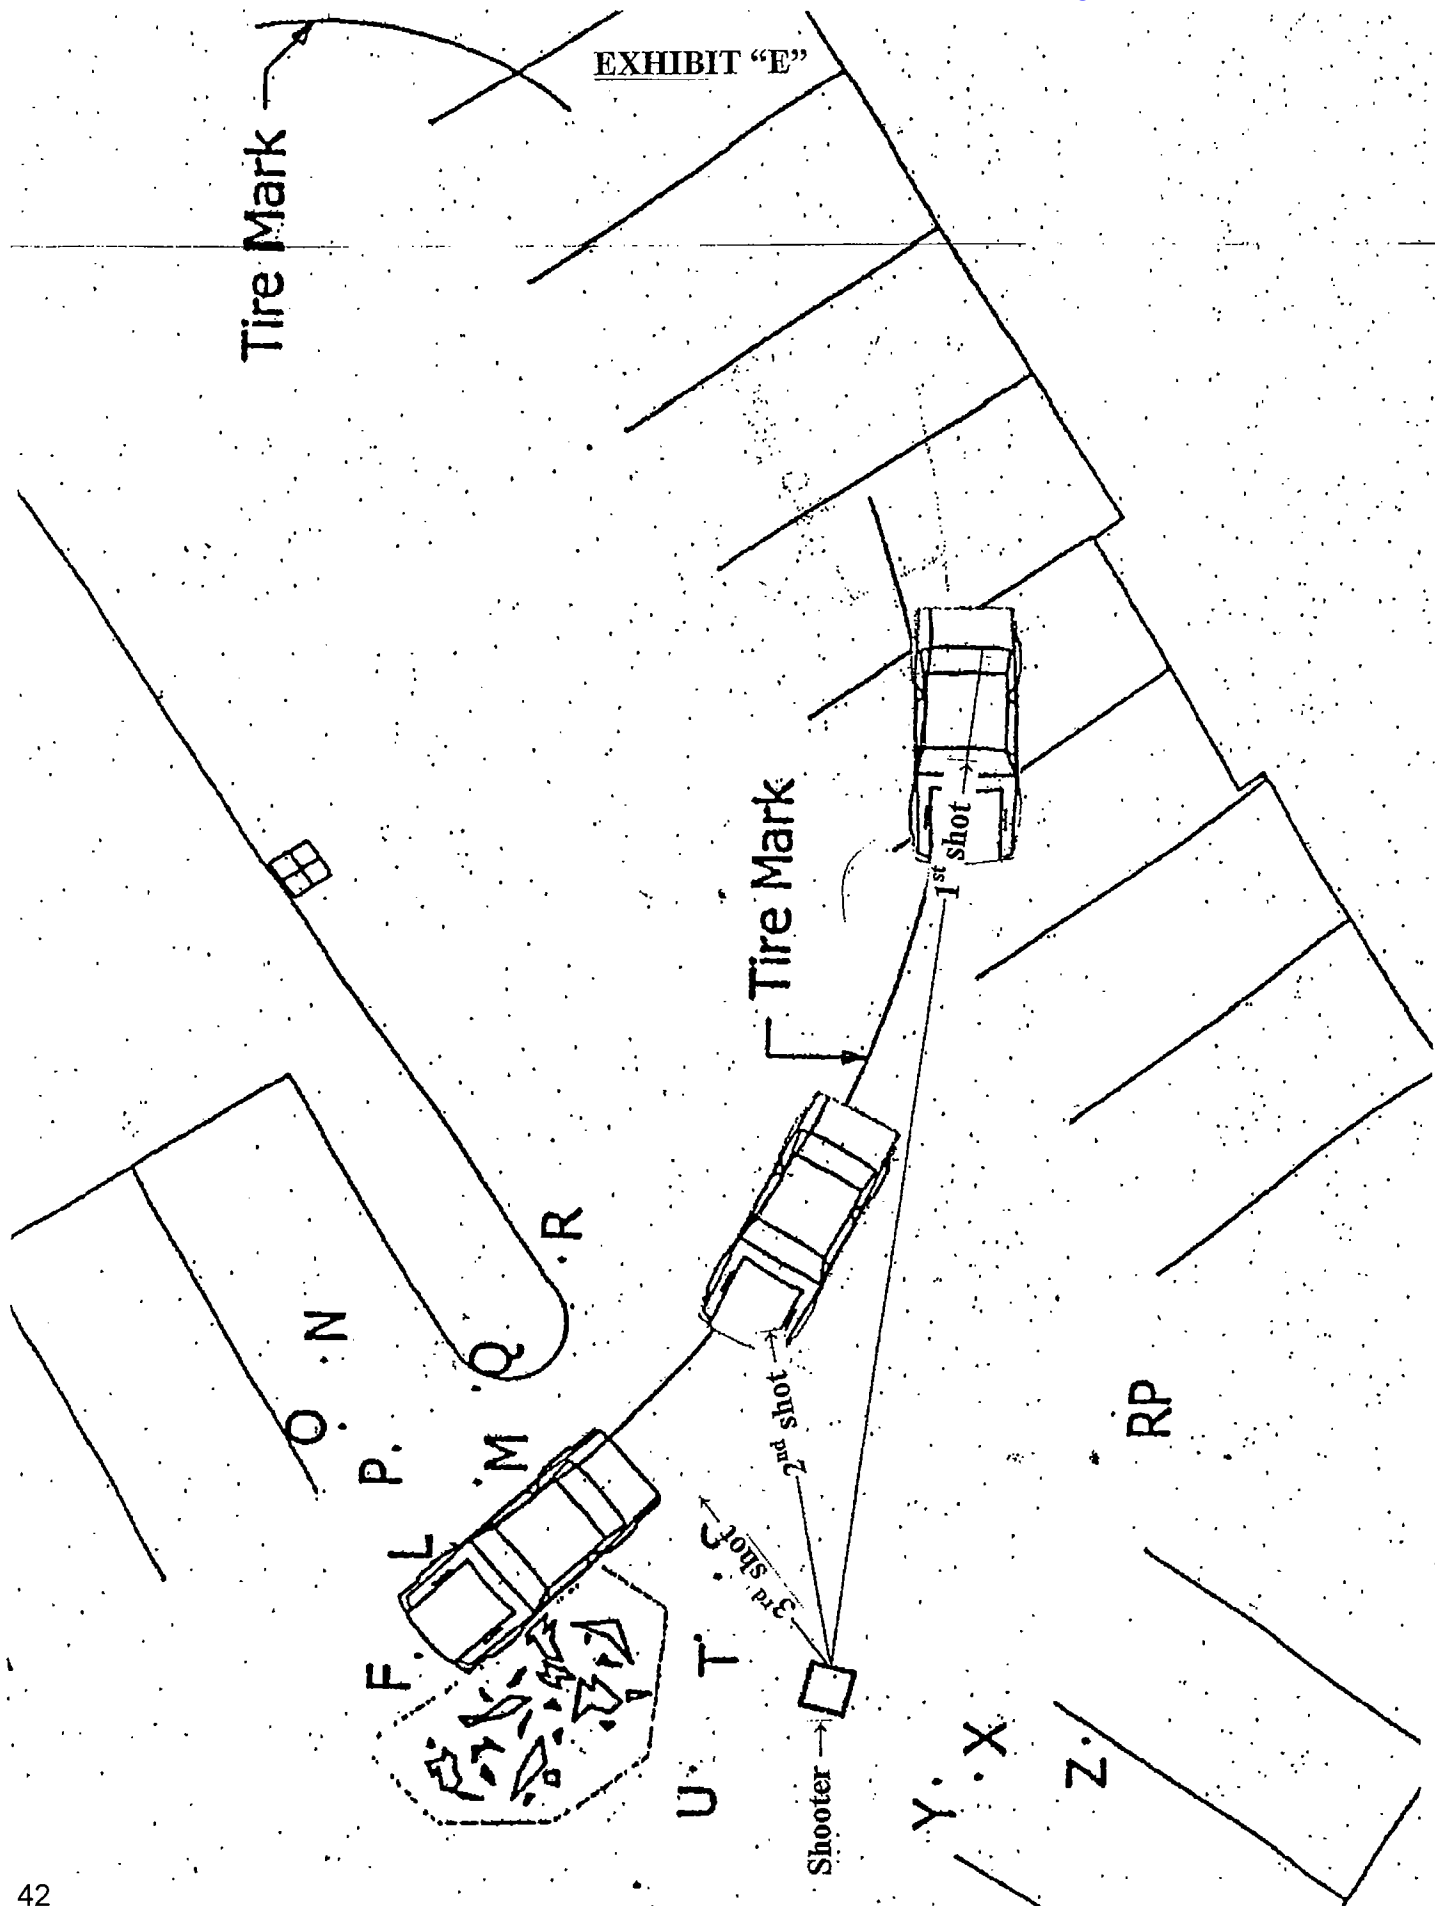 EXHIBIT “E”
Tire Mark
Tire Mark
1st shot
2nd shot
3rd shot
R
N
Q
O
M
P
L
F
T
U
RP
X
Y
Z
Shooter
42